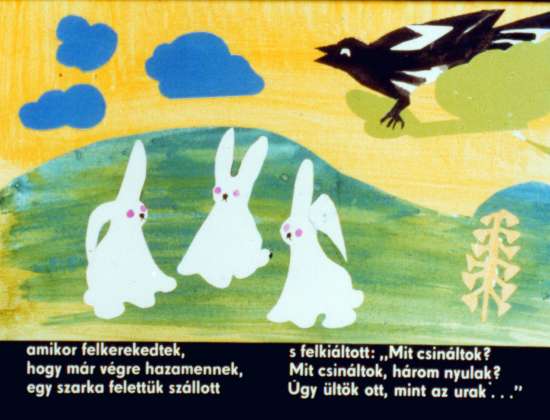 amikor felkerekedtek,
hogy már végre hazamennek,
egy szarka felettük szállott
s felkiáltott: „Mit csináltok?
Mit csináltok, három nyulak?
Úgy ültök ott, mint az urak . . ."